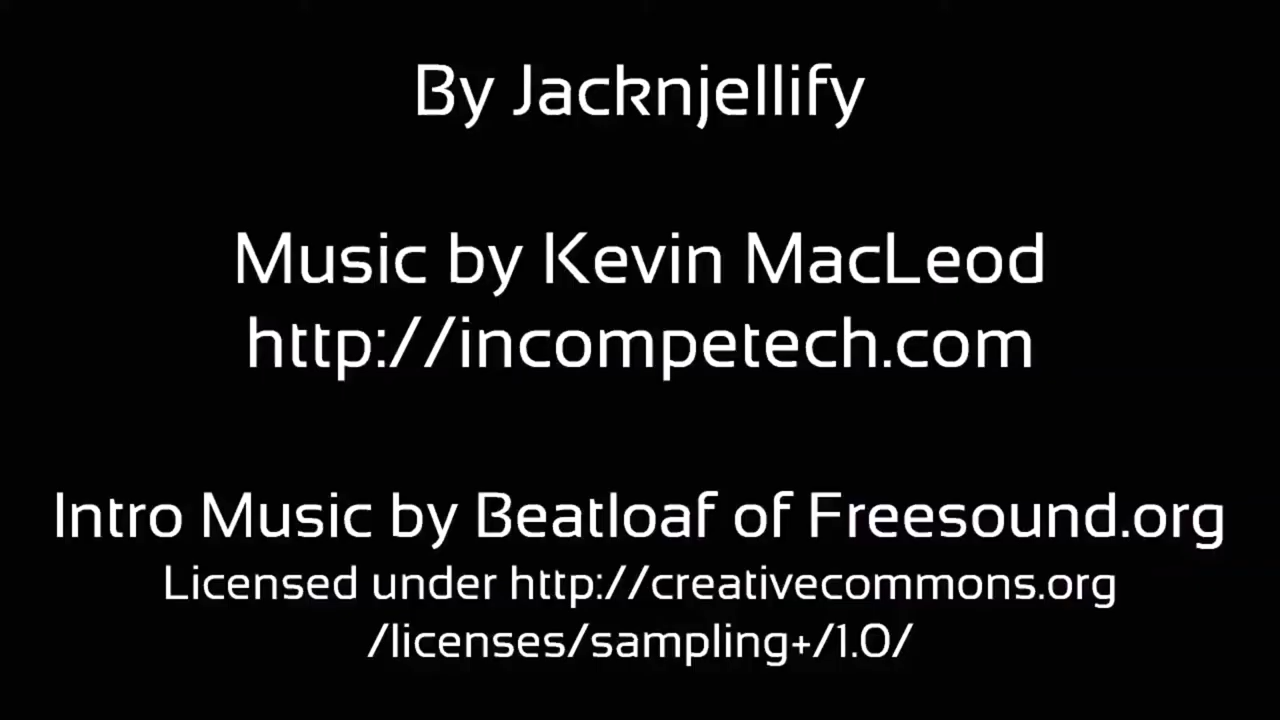 By Jacknjellify
Music by Kevin MacLeod
http://incompetech.com
Intro Music by Beatloaf of Freesound.org
Licensed under http://creativecommons.org
/licenses/sampling+/1.0/